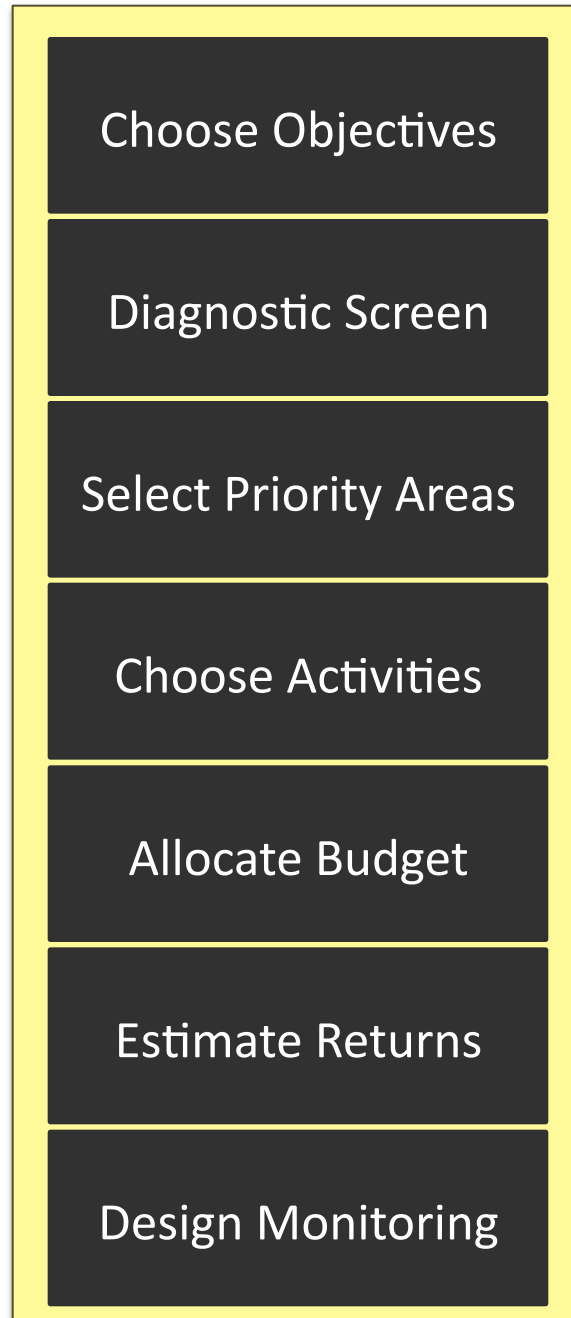 Choose Objectives
Diagnostic Screen
Select Priority Areas
Choose Activities
Allocate Budget
Estimate Returns
Design Monitoring